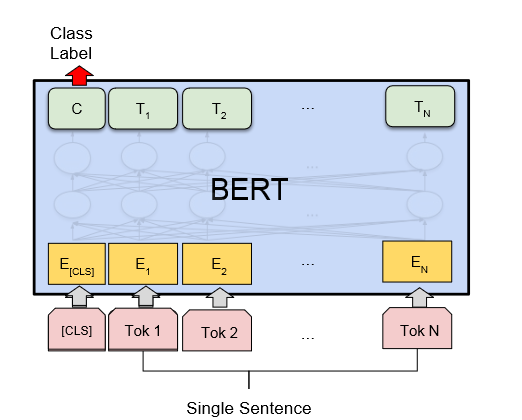 Class
Label
C T1 T2 ... TN
...
BERT
...
E[CLS] E1 E2 ... EN
[CLS] Tok 1 Tok 2 ... Tok N
Single Sentence